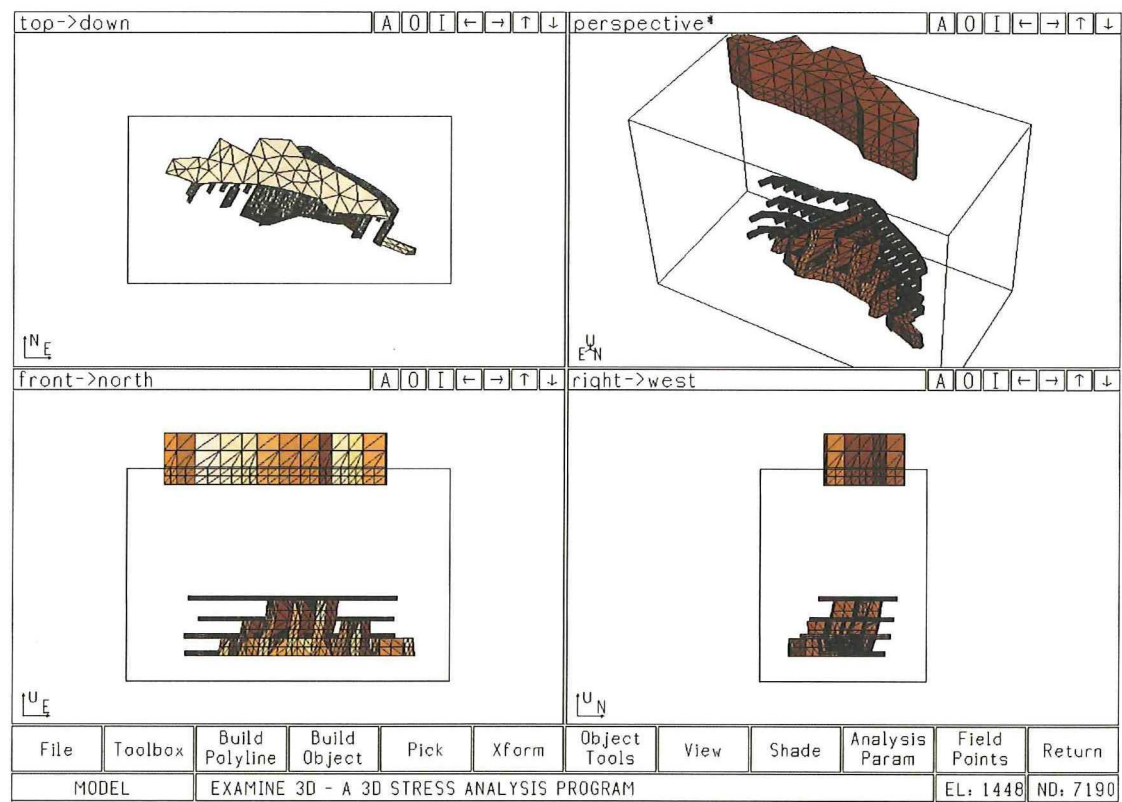 top->down A O I ← → ↑ ↓
perspective* A O I ← → ↑ ↓
N E
U E N
front->north A O I ← → ↑ ↓
right->west A O I ← → ↑ ↓
U E
U N
File Toolbox Build Polyline Build Object Pick Xform Object Tools View Shade Analysis Param Field Points Return
MODEL EXAMINE 3D - A 3D STRESS ANALYSIS PROGRAM EL: 1448 ND: 7190